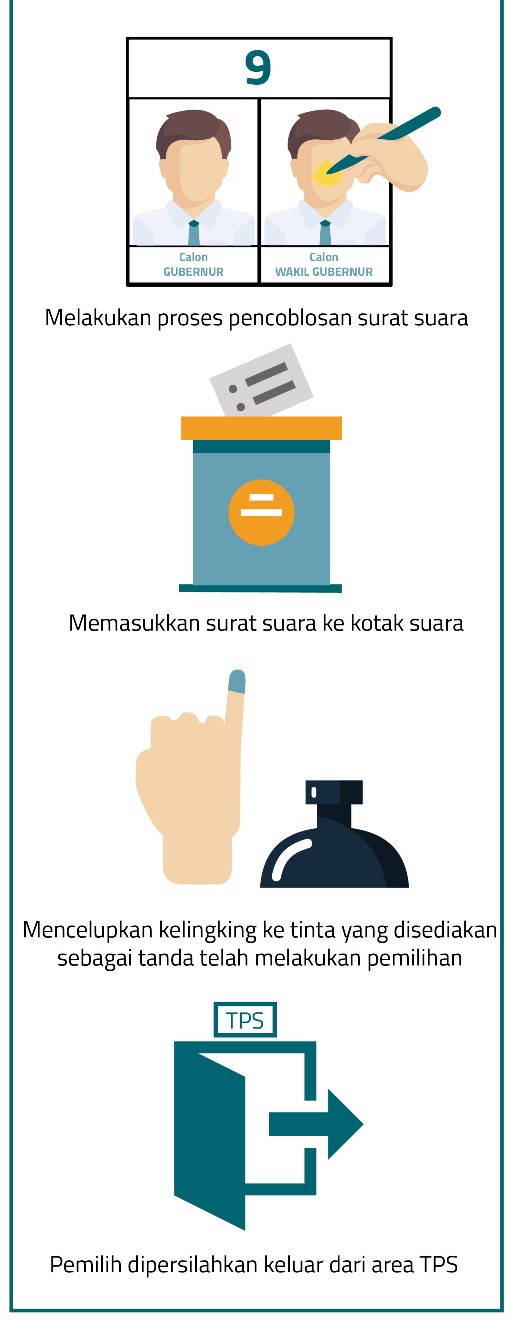 9
Calon
GUBERNUR
Calon
WAKIL GUBERNUR
Melakukan proses pencoblosan surat suara
Memasukkan surat suara ke kotak suara
Mencelupkan kelingking ke tinta yang disediakan
sebagai tanda telah melakukan pemilihan
TPS
Pemilih dipersilahkan keluar dari area TPS